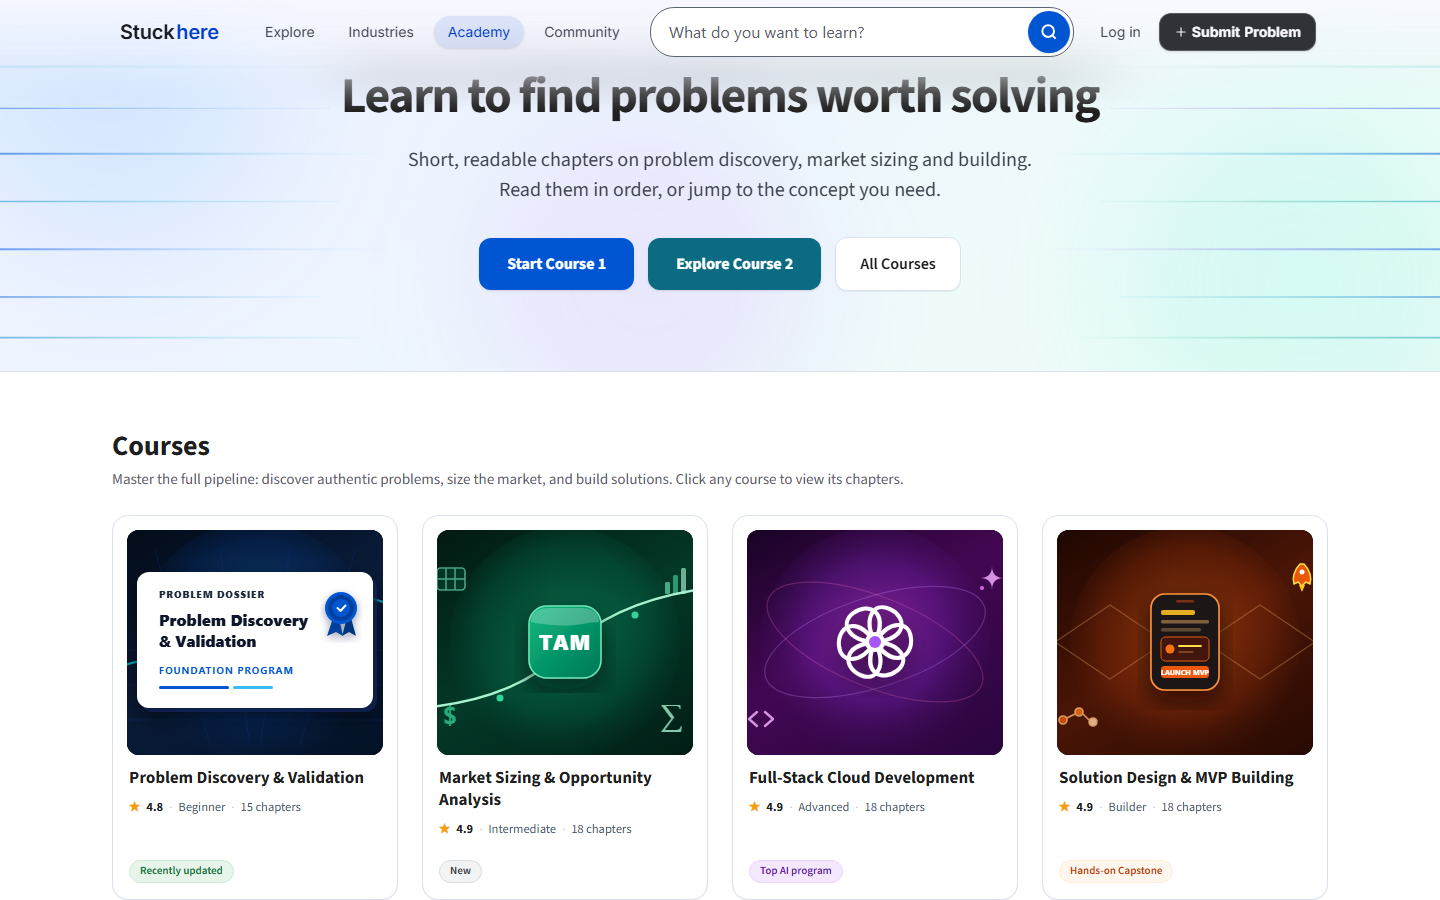 Stuckhere
Explore
Industries
Academy
Community
What do you want to learn?
Log in
+ Submit Problem
Learn to find problems worth solving
Short, readable chapters on problem discovery, market sizing and building.
Read them in order, or jump to the concept you need.
Start Course 1
Explore Course 2
All Courses
Courses
Master the full pipeline: discover authentic problems, size the market, and build solutions. Click any course to view its chapters.
PROBLEM DOSSIER
Problem Discovery
& Validation
FOUNDATION PROGRAM
Problem Discovery & Validation
★ 4.8 · Beginner · 15 chapters
Recently updated
TAM
$
∑
Market Sizing & Opportunity
Analysis
★ 4.9 · Intermediate · 18 chapters
New
<>
Full-Stack Cloud Development
★ 4.9 · Advanced · 18 chapters
Top AI program
LAUNCH MVP
Solution Design & MVP Building
★ 4.9 · Builder · 18 chapters
Hands-on Capstone